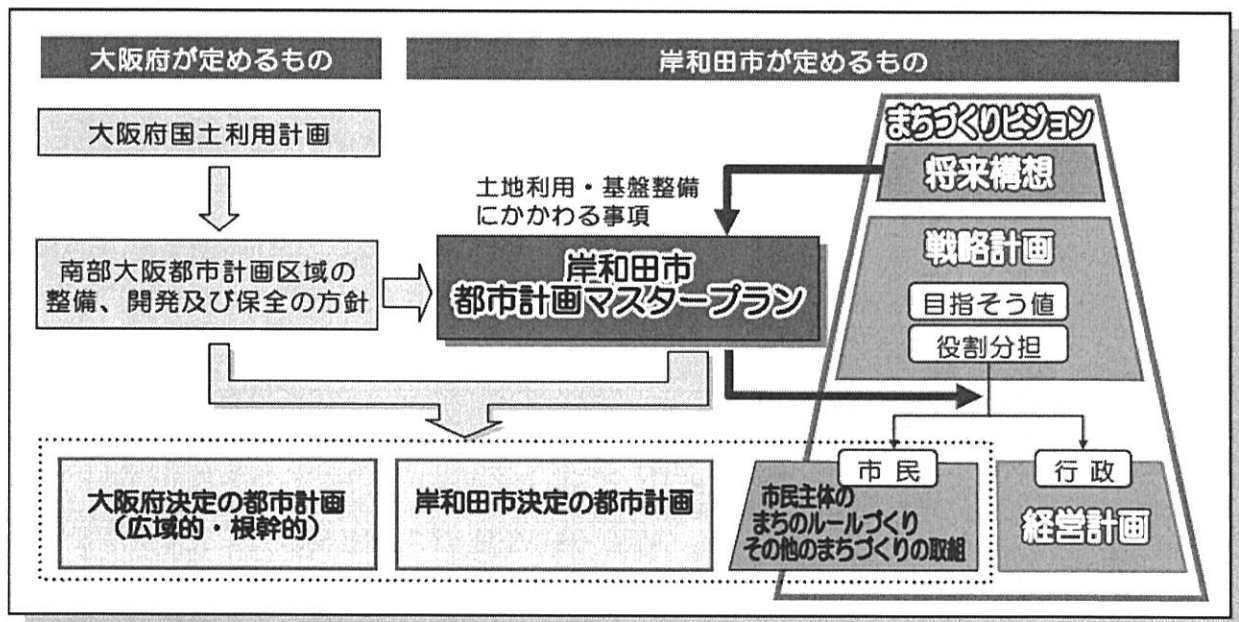 大阪府が定めるもの
岸和田市が定めるもの
大阪府国土利用計画
南部大阪都市計画区域の
整備、開発及び保全の方針
土地利用・基盤整備
にかかわる事項
岸和田市
都市計画マスタープラン
まちづくりビジョン
将来構想
戦略計画
目指そう値
役割分担
大阪府決定の都市計画
(広域的・根幹的)
岸和田市決定の都市計画
市民
市民主体の
まちのルールづくり
その他のまちづくりの取組
行政
経営計画